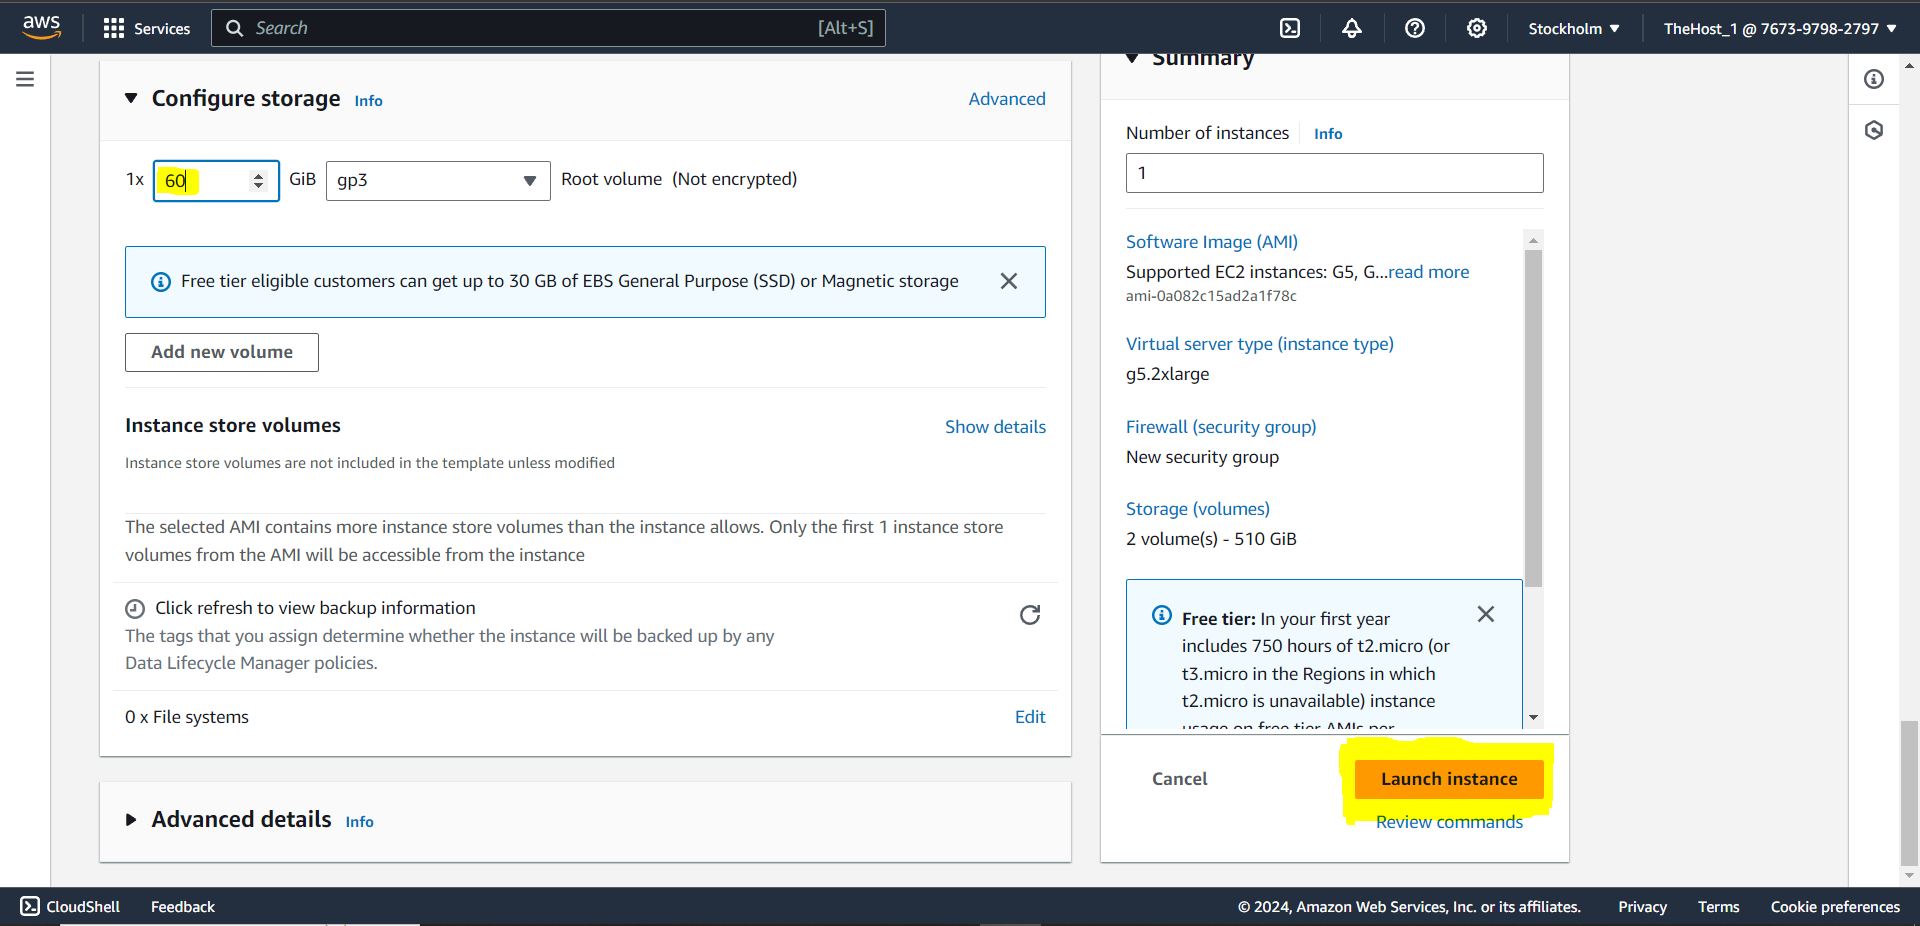 aws
Services
Search
[Alt+S]
Stockholm
TheHost_1 @ 7673-9798-2797
Configure storage Info
Advanced
1x 60 GiB gp3 Root volume (Not encrypted)
Free tier eligible customers can get up to 30 GB of EBS General Purpose (SSD) or Magnetic storage
Add new volume
Instance store volumes
Show details
Instance store volumes are not included in the template unless modified
The selected AMI contains more instance store volumes than the instance allows. Only the first 1 instance store
volumes from the AMI will be accessible from the instance
Click refresh to view backup information
The tags that you assign determine whether the instance will be backed up by any
Data Lifecycle Manager policies.
0 x File systems
Edit
Advanced details Info
Summary
Number of instances Info
1
Software Image (AMI)
Supported EC2 instances: G5, G...read more
ami-0a082c15ad2a1f78c
Virtual server type (instance type)
g5.2xlarge
Firewall (security group)
New security group
Storage (volumes)
2 volume(s) - 510 GiB
Free tier: In your first year
includes 750 hours of t2.micro (or
t3.micro in the Regions in which
t2.micro is unavailable) instance
usage on free tier AMIs per
Cancel
Launch instance
Review commands
CloudShell
Feedback
© 2024, Amazon Web Services, Inc. or its affiliates.
Privacy
Terms
Cookie preferences